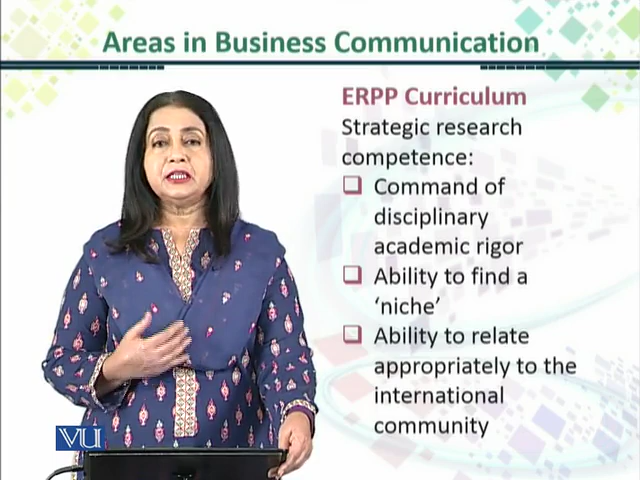 Areas in Business Communication
ERPP Curriculum
Strategic research
competence:
Command of
disciplinary
academic rigor
Ability to find a
‘niche’
Ability to relate
appropriately to the
international
community
VU